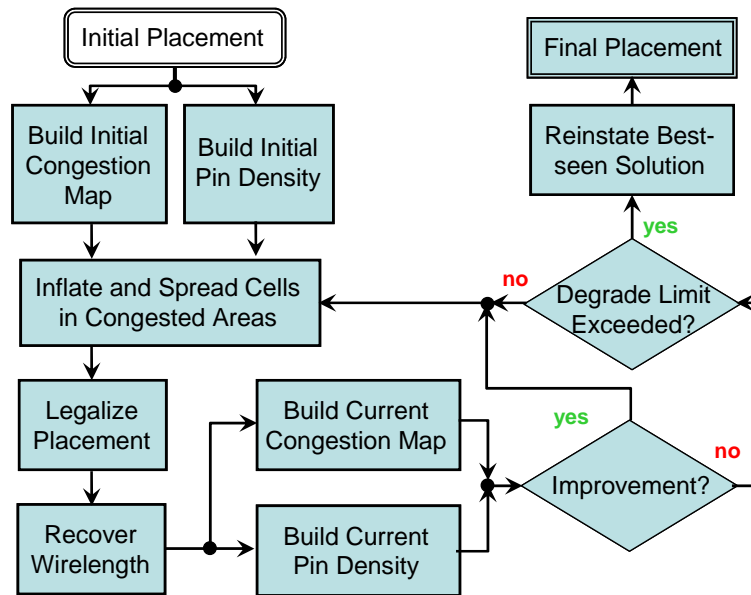 Initial Placement
Final Placement
Build Initial
Congestion
Map
Build Initial
Pin Density
Reinstate Best-
seen Solution
yes
Inflate and Spread Cells
in Congested Areas
no
Degrade Limit
Exceeded?
Legalize
Placement
Build Current
Congestion Map
yes
no
Improvement?
Recover
Wirelength
Build Current
Pin Density